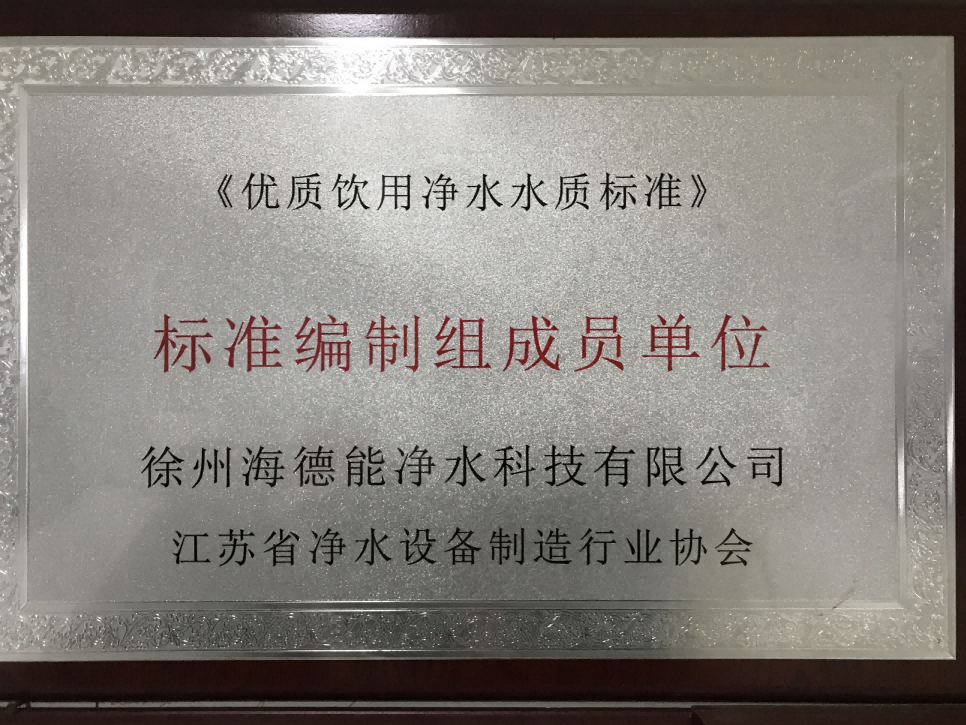 《优质饮用净水水质标准》
标准编制组成员单位
徐州海德能净水科技有限公司
江苏省净水设备制造行业协会